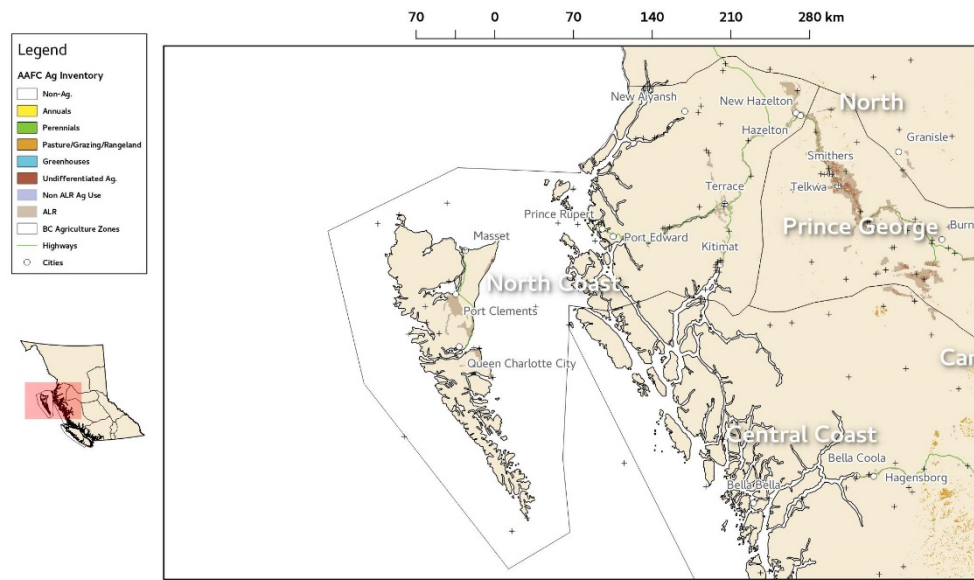 70 0 70 140 210 280 km
Legend
AAFC Ag Inventory
Non-Ag.
Annuals
Perennials
Pasture/Grazing/Rangeland
Greenhouses
Undifferentiated Ag.
Non ALR Ag Use
ALR
BC Agriculture Zones
Highways
Cities
New Aiyansh
New Hazelton
North
Hazelton
Granisle
Smithers
Terrace
Telkwa
Prince Rupert
Prince George
Burn
Masset
Port Edward
Kitimat
North Coast
Port Clements
Queen Charlotte City
Car
Central Coast
Bella Coola
Bella Bella
Hagensborg